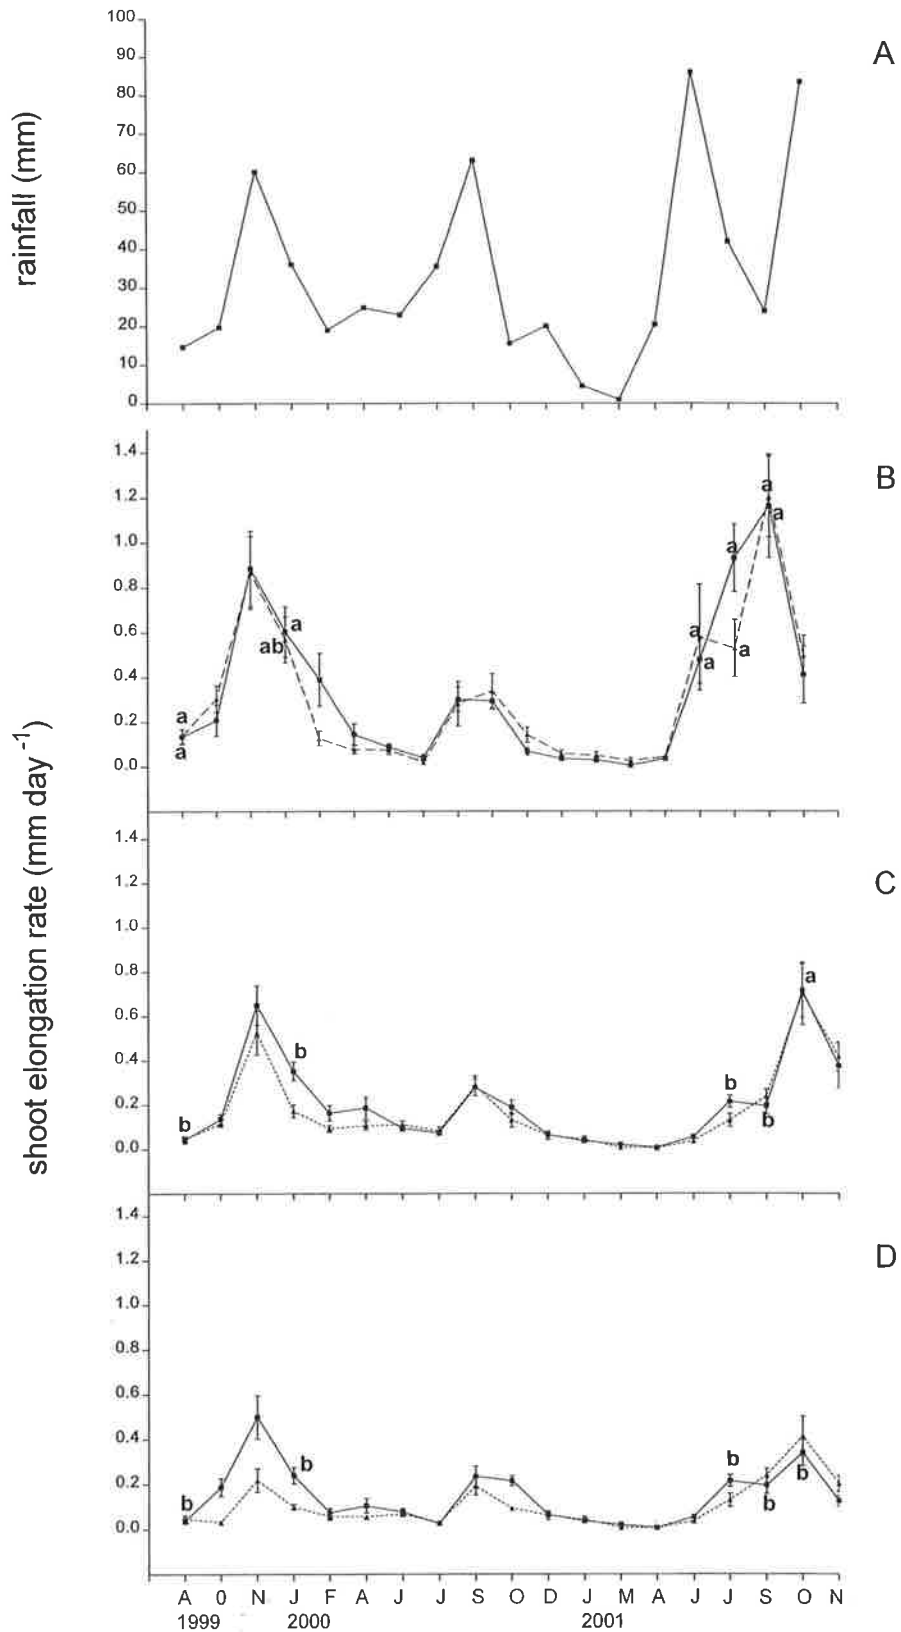 100
90
80
70
60
50
40
30
20
10
0
rainfall (mm)
A
1.4
1.2
1.0
0.8
0.6
0.4
0.2
0.0
B
a
a
a
ab
a
a
a
a
a
a
shoot elongation rate (mm day -1)
1.4
1.2
1.0
0.8
0.6
0.4
0.2
0.0
C
b
b
b
b
a
1.4
1.2
1.0
0.8
0.6
0.4
0.2
0.0
D
b
b
b
b
b
A O N J F A J J S O D J M A J J S O N
1999 2000 2001